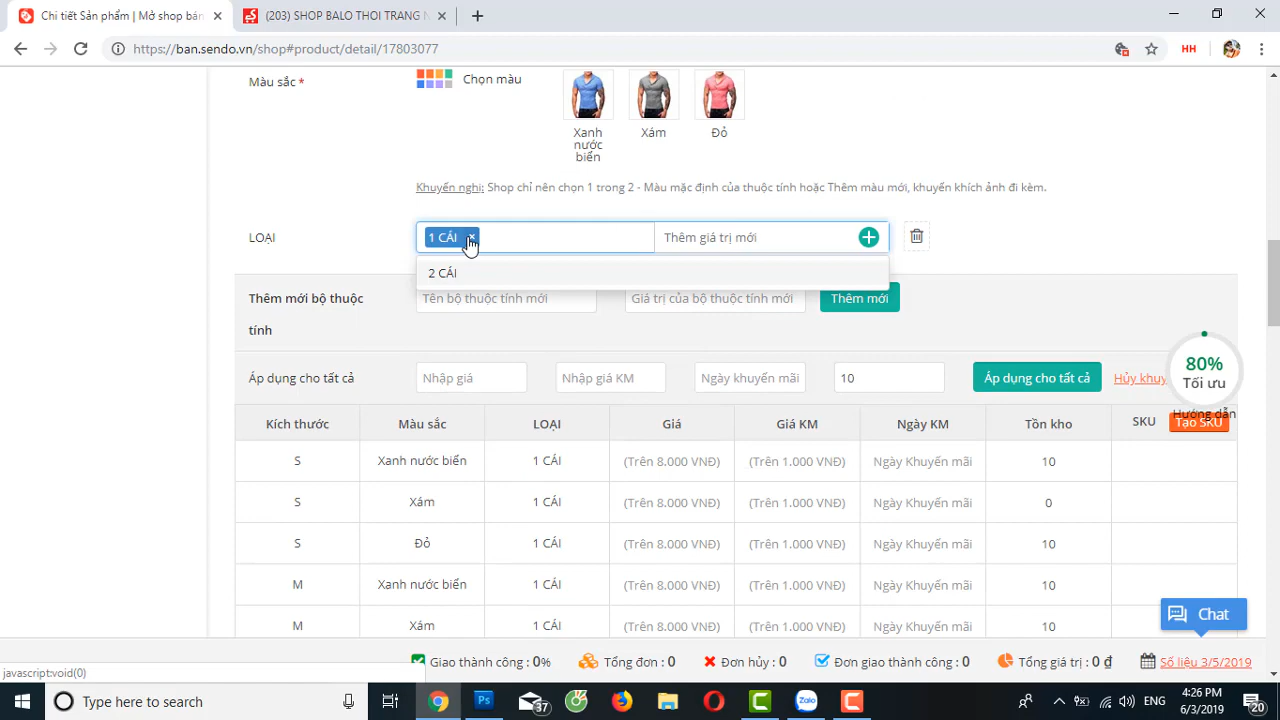 Chi tiết Sản phẩm | Mở shop bán
(203) SHOP BALO THOI TRANG N
https://ban.sendo.vn/shop#product/detail/17803077
HH
Màu sắc *
Chọn màu
Xanh nước biển
Xám
Đỏ
Khuyến nghị: Shop chỉ nên chọn 1 trong 2 - Màu mặc định của thuộc tính hoặc Thêm màu mới, khuyến khích ảnh đi kèm.
LOẠI
1 CÁI ×
Thêm giá trị mới
2 CÁI
Thêm mới bộ thuộc tính
Tên bộ thuộc tính mới
Giá trị của bộ thuộc tính mới
Thêm mới
80%
Tối ưu
Hướng dẫn
Áp dụng cho tất cả
Nhập giá
Nhập giá KM
Ngày khuyến mãi
10
Áp dụng cho tất cả
Hủy khuy
Kích thước Màu sắc LOẠI Giá Giá KM Ngày KM Tồn kho SKU Tạo SKU
S Xanh nước biển 1 CÁI (Trên 8.000 VNĐ) (Trên 1.000 VNĐ) Ngày Khuyến mãi 10
S Xám 1 CÁI (Trên 8.000 VNĐ) (Trên 1.000 VNĐ) Ngày Khuyến mãi 0
S Đỏ 1 CÁI (Trên 8.000 VNĐ) (Trên 1.000 VNĐ) Ngày Khuyến mãi 10
M Xanh nước biển 1 CÁI (Trên 8.000 VNĐ) (Trên 1.000 VNĐ) Ngày Khuyến mãi 10
M Xám 1 CÁI (Trên 8.000 VNĐ) (Trên 1.000 VNĐ) Ngày Khuyến mãi 10
Chat
Giao thành công : 0% Tổng đơn : 0 Đơn hủy : 0 Đơn giao thành công : 0 Tổng giá trị : 0 đ Số liệu 3/5/2019
javascript:void(0)
Type here to search
Ps
37
Zalo
ENG
4:26 PM
6/3/2019
20